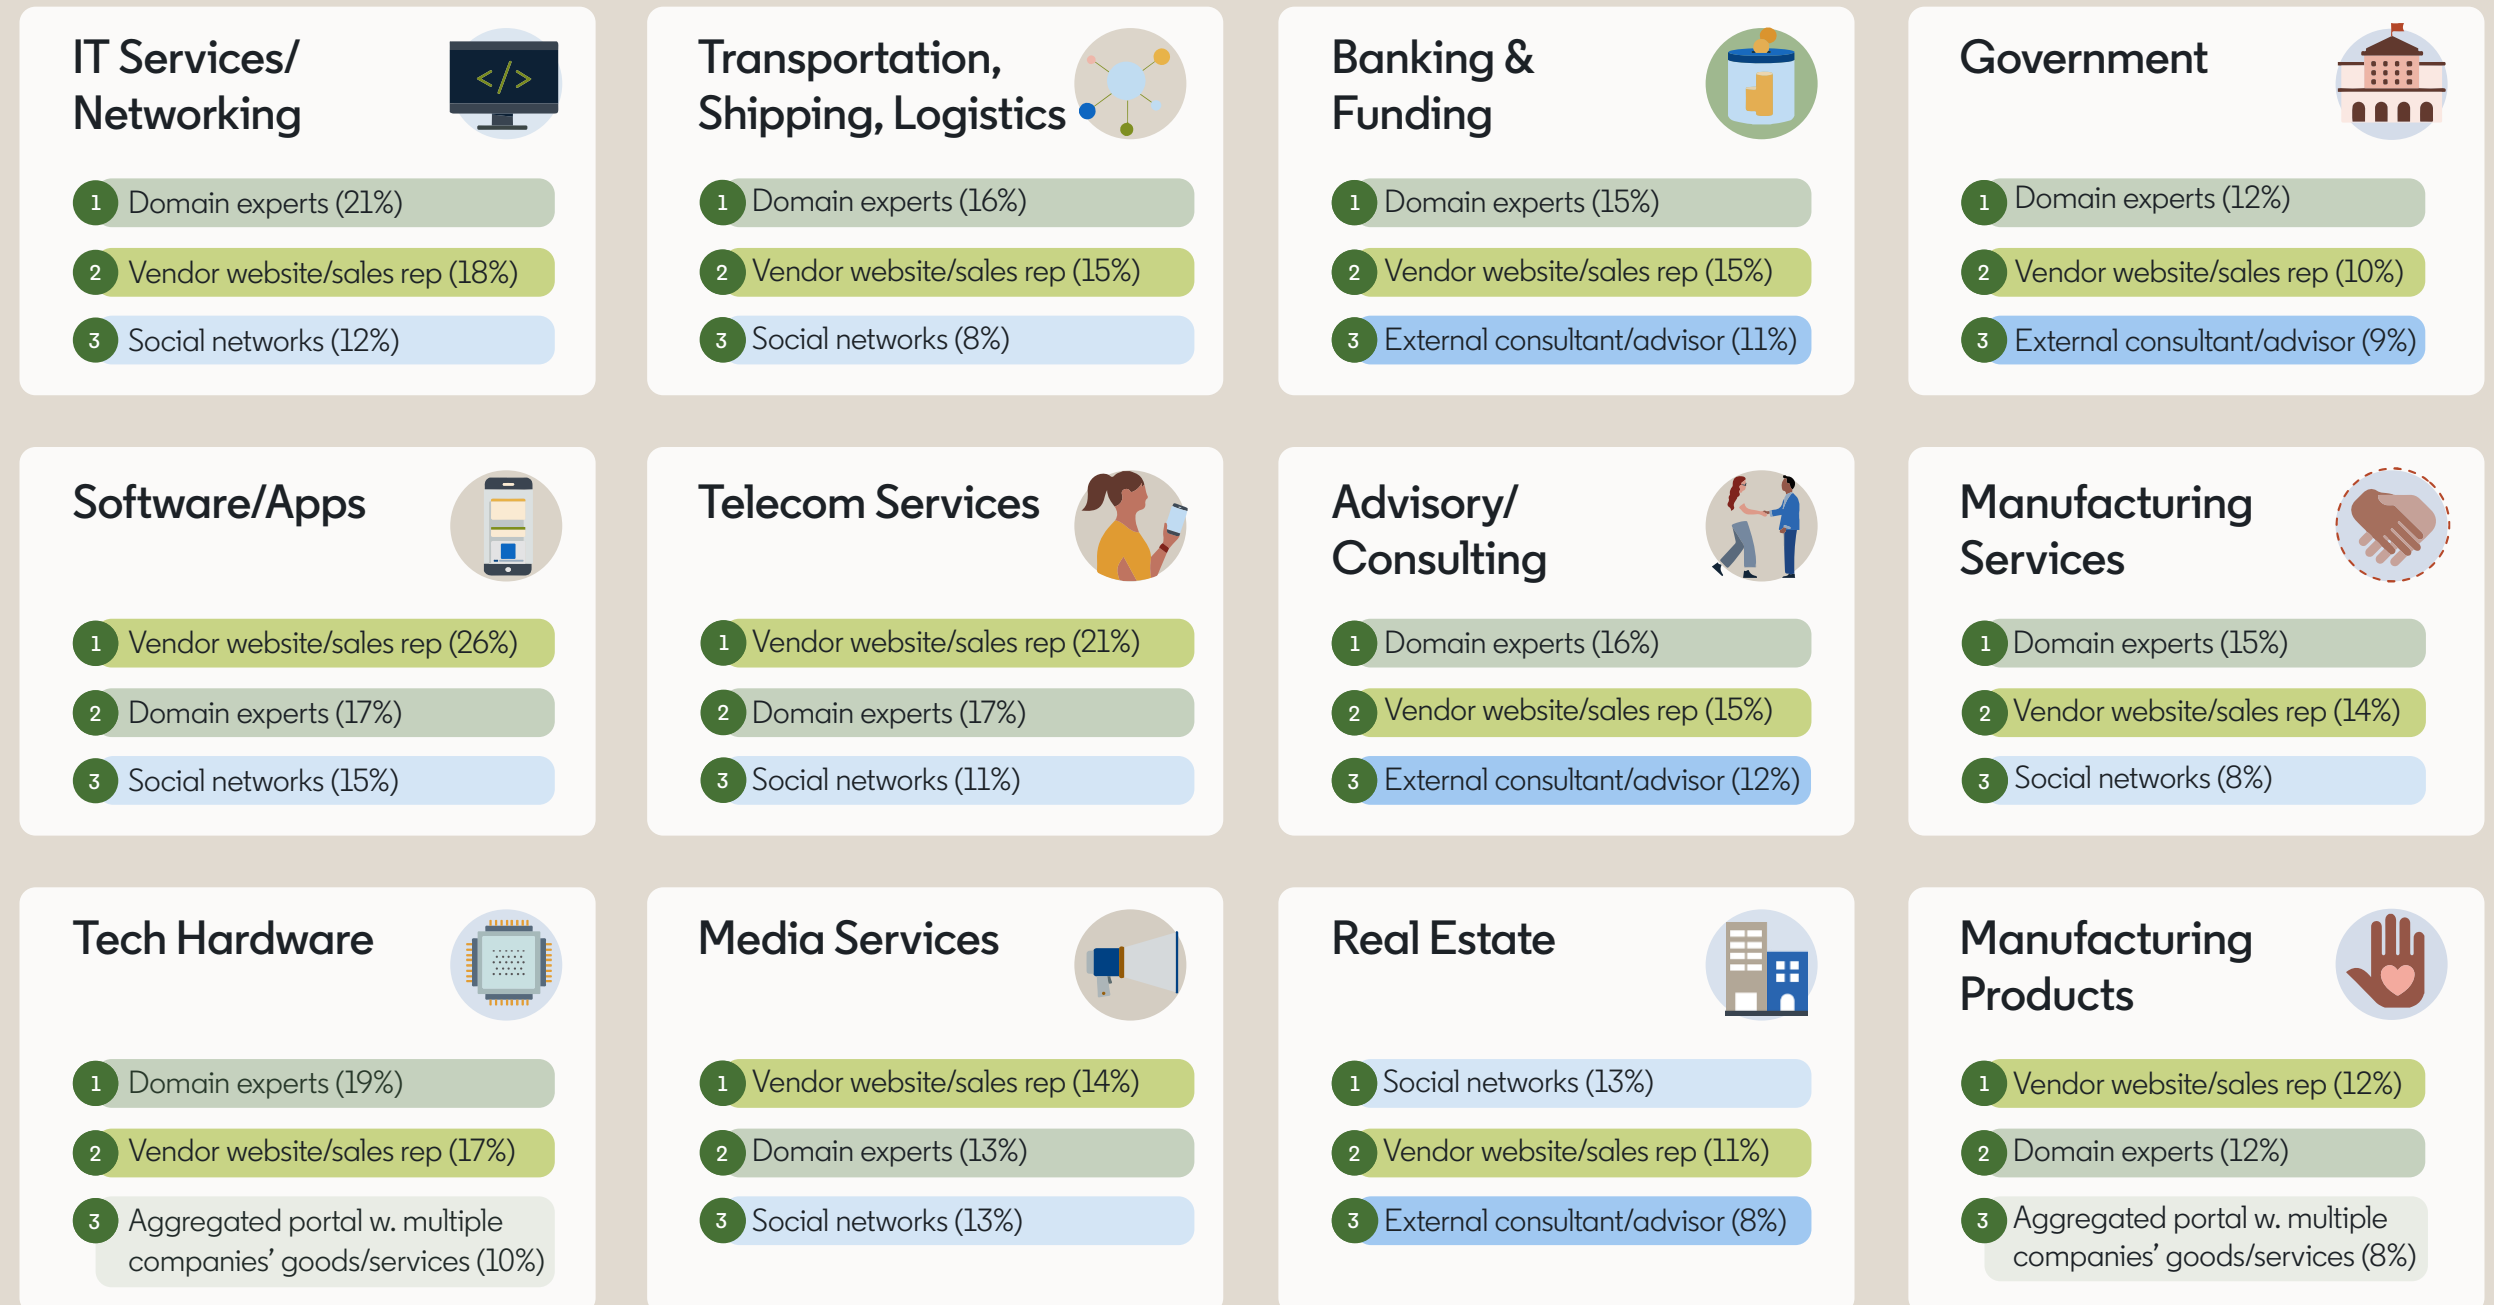 IT Services/
Networking
</>
1 Domain experts (21%)
2 Vendor website/sales rep (18%)
3 Social networks (12%)
Transportation,
Shipping, Logistics
1 Domain experts (16%)
2 Vendor website/sales rep (15%)
3 Social networks (8%)
Banking &
Funding
1 Domain experts (15%)
2 Vendor website/sales rep (15%)
3 External consultant/advisor (11%)
Government
1 Domain experts (12%)
2 Vendor website/sales rep (10%)
3 External consultant/advisor (9%)
Software/Apps
1 Vendor website/sales rep (26%)
2 Domain experts (17%)
3 Social networks (15%)
Telecom Services
1 Vendor website/sales rep (21%)
2 Domain experts (17%)
3 Social networks (11%)
Advisory/
Consulting
1 Domain experts (16%)
2 Vendor website/sales rep (15%)
3 External consultant/advisor (12%)
Manufacturing
Services
1 Domain experts (15%)
2 Vendor website/sales rep (14%)
3 Social networks (8%)
Tech Hardware
1 Domain experts (19%)
2 Vendor website/sales rep (17%)
3 Aggregated portal w. multiple
companies’ goods/services (10%)
Media Services
1 Vendor website/sales rep (14%)
2 Domain experts (13%)
3 Social networks (13%)
Real Estate
1 Social networks (13%)
2 Vendor website/sales rep (11%)
3 External consultant/advisor (8%)
Manufacturing
Products
1 Vendor website/sales rep (12%)
2 Domain experts (12%)
3 Aggregated portal w. multiple
companies’ goods/services (8%)